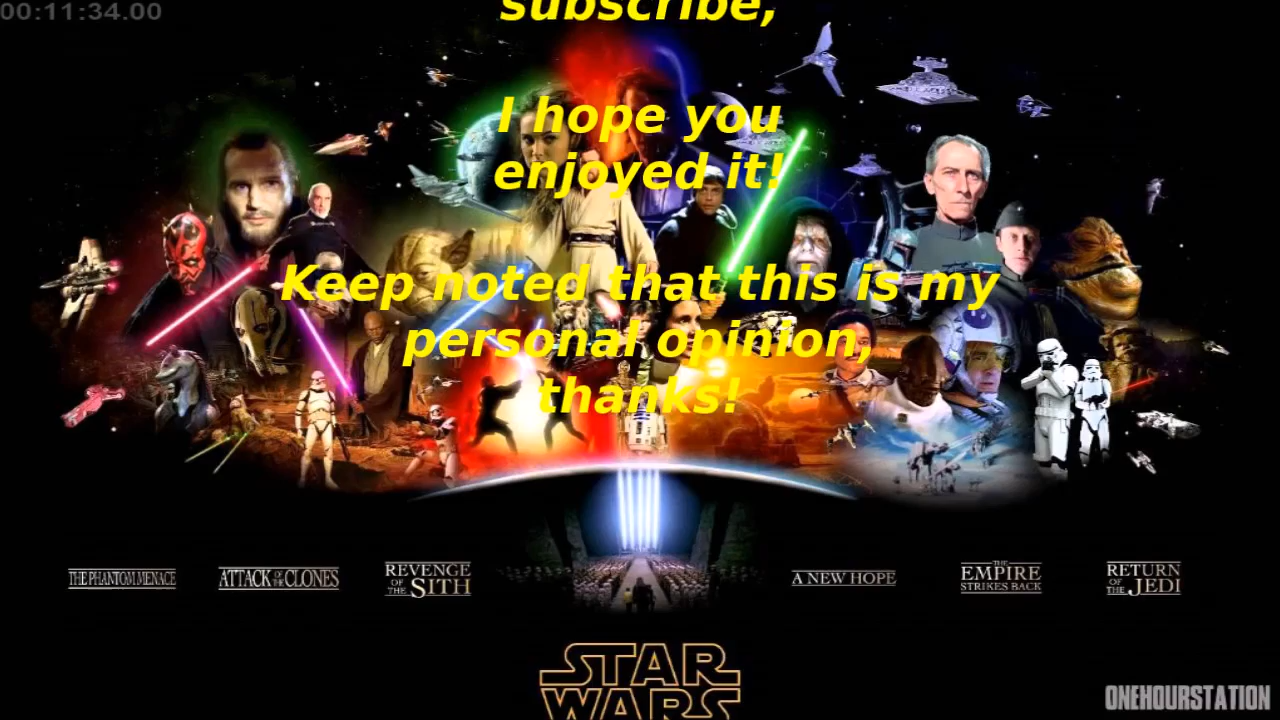 00:11:34.00
subscribe,
I hope you
enjoyed it!
Keep noted that this is my
personal opinion,
thanks!
THE PHANTOM MENACE
ATTACK OF THE CLONES
REVENGE
OF THE SITH
A NEW HOPE
THE
EMPIRE
STRIKES BACK
RETURN
OF THE JEDI
STAR
WARS
ONEHOURSTATION